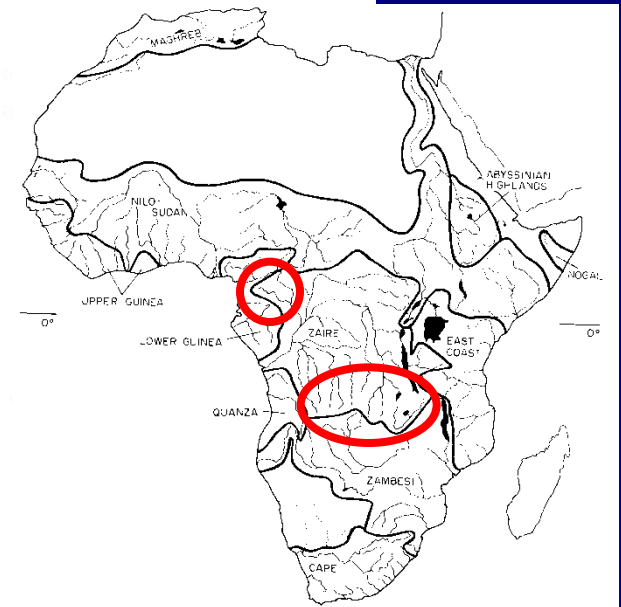 MAGHREB
ABYSSINIAN
HIGHLANDS
NILO-
SUDAN
NOGAL
UPPER GUINEA
0°
0°
LOWER GUINEA
ZAIRE
EAST
COAST
QUANZA
ZAMBESI
CAPE